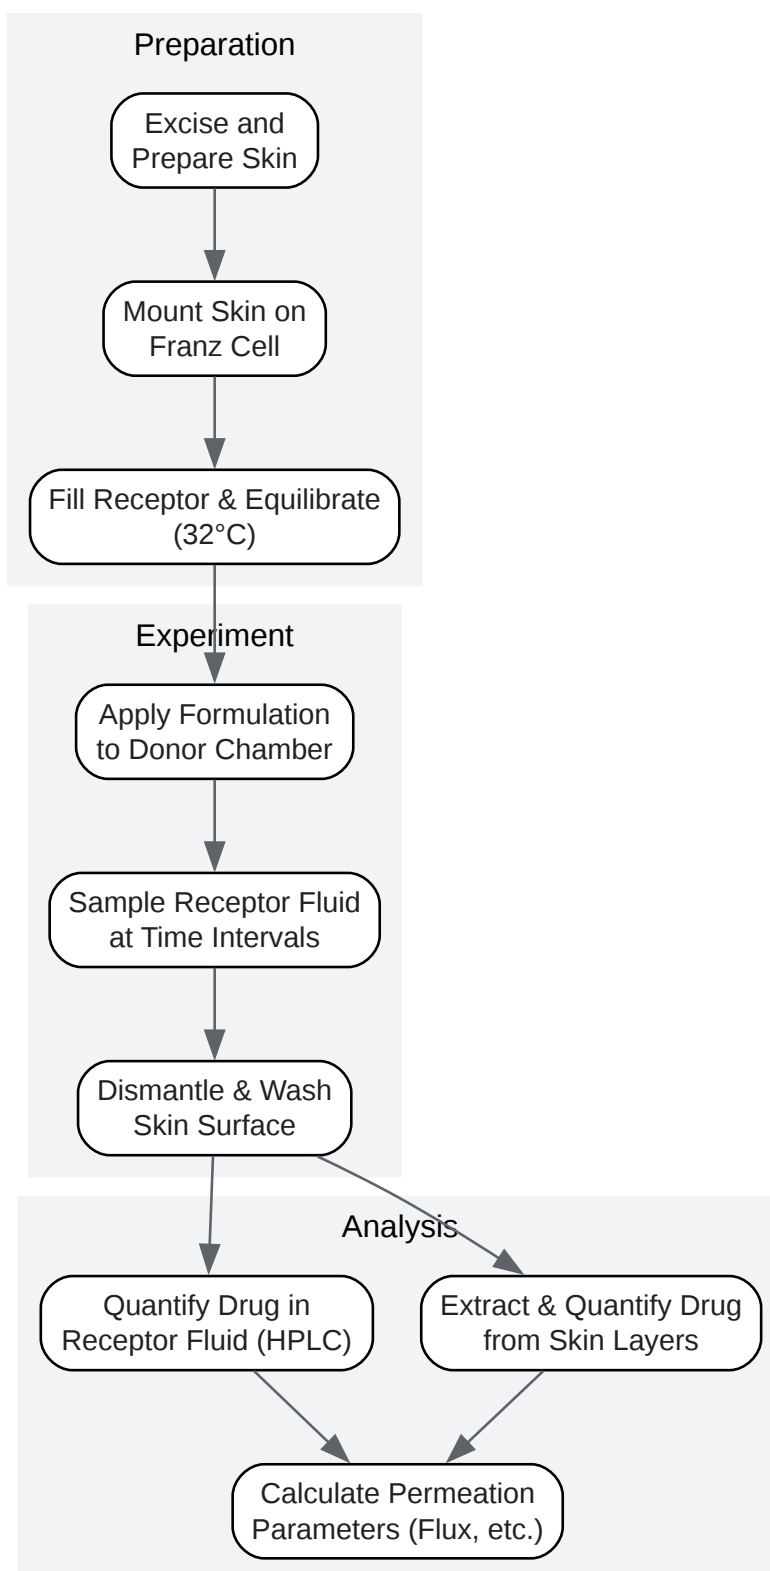 Preparation
Excise and
Prepare Skin
Mount Skin on
Franz Cell
Fill Receptor & Equilibrate
(32°C)
Experiment
Apply Formulation
to Donor Chamber
Sample Receptor Fluid
at Time Intervals
Dismantle & Wash
Skin Surface
Analysis
Quantify Drug in
Receptor Fluid (HPLC)
Extract & Quantify Drug
from Skin Layers
Calculate Permeation
Parameters (Flux, etc.)